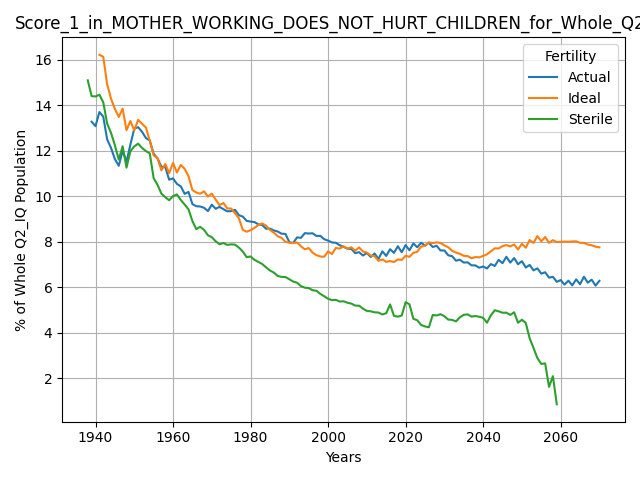 Score_1_in_MOTHER_WORKING_DOES_NOT_HURT_CHILDREN_for_Whole_Q2
Fertility
Actual
Ideal
Sterile
% of Whole Q2_IQ Population
16
14
12
10
8
6
4
2
1940 1960 1980 2000 2020 2040 2060
Years